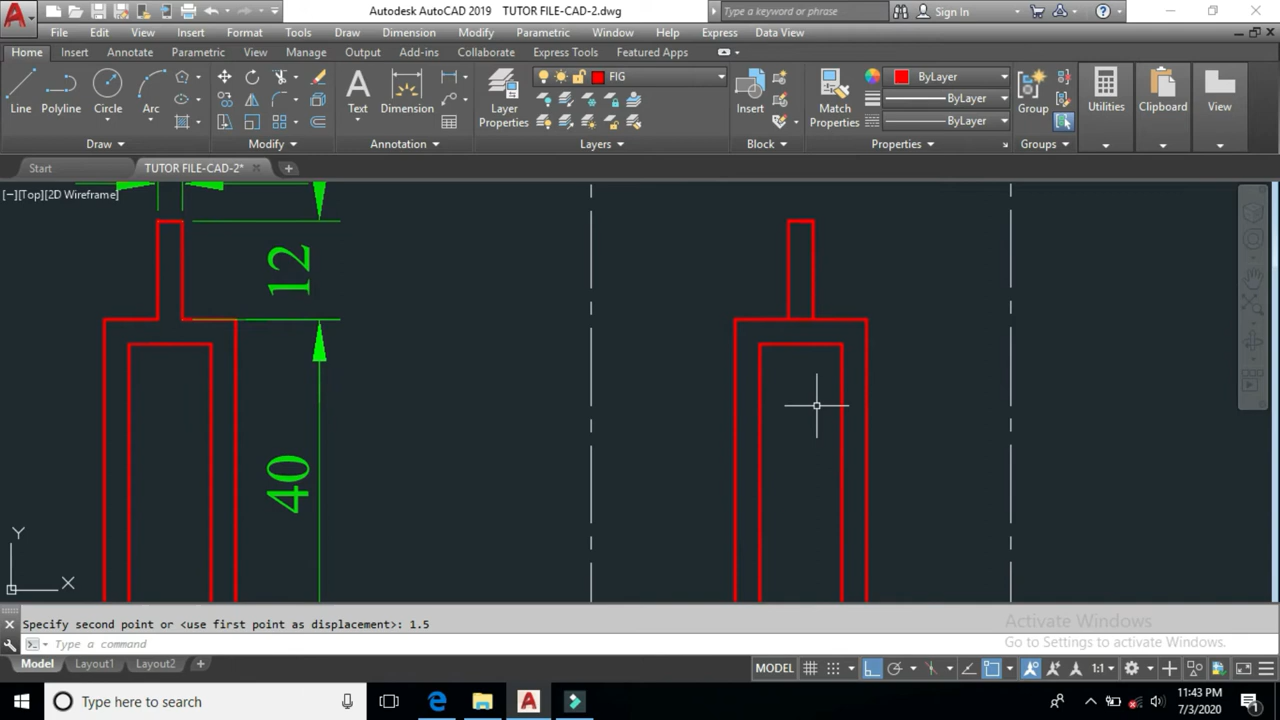 Autodesk AutoCAD 2019 TUTOR FILE-CAD-2.dwg
Type a keyword or phrase
Sign In
File Edit View Insert Format Tools Draw Dimension Modify Parametric Window Help Express Data View
Home Insert Annotate Parametric View Manage Output Add-ins Collaborate Express Tools Featured Apps
FIG
ByLayer
ByLayer
ByLayer
Line Polyline Circle Arc
Text Dimension
Layer Properties
Insert
Match Properties
Group
Utilities
Clipboard
View
Draw Modify Annotation Layers Block Properties Groups
Start
TUTOR FILE-CAD-2*
[−][Top][2D Wireframe]
12
40
Y
X
Specify second point or <use first point as displacement>: 1.5
Type a command
Activate Windows
Go to Settings to activate Windows.
Model Layout1 Layout2
MODEL
1:1
Type here to search
11:43 PM
7/3/2020
1